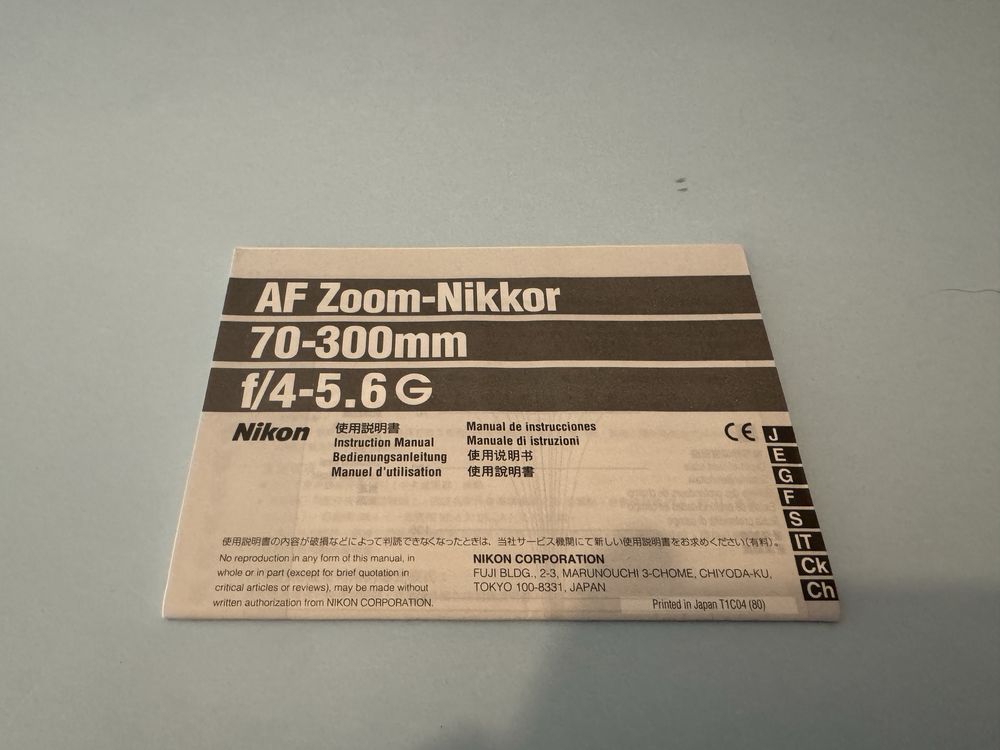 AF Zoom-Nikkor
70-300mm
f/4-5.6 G
Nikon
使用説明書
Instruction Manual
Bedienungsanleitung
Manuel d'utilisation
Manual de instrucciones
Manuale di istruzioni
使用说明书
使用說明書
CE
J
E
G
F
S
IT
Ck
Ch
使用説明書の内容が破損などによって判読できなくなったときは、当社サービス機関にて新しい使用説明書をお求めください(有料)。
No reproduction in any form of this manual, in
whole or in part (except for brief quotation in
critical articles or reviews), may be made without
written authorization from NIKON CORPORATION.
NIKON CORPORATION
FUJI BLDG., 2-3, MARUNOUCHI 3-CHOME, CHIYODA-KU,
TOKYO 100-8331, JAPAN
Printed in Japan T1C04 (80)